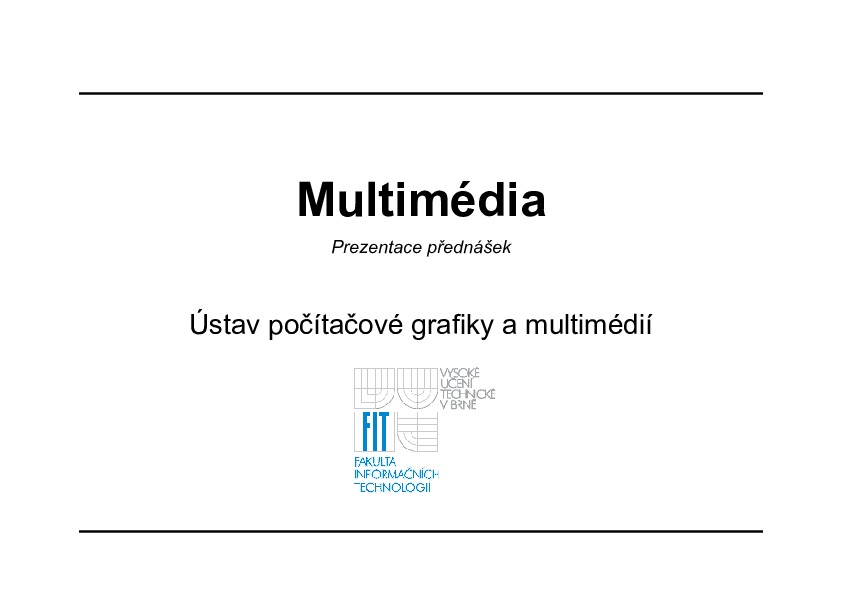 Multimédia
Prezentace přednášek
Ústav počítačové grafiky a multimédií
VYSOKÉ
UČENÍ
TECHNICKÉ
V BRNĚ
FIT
FAKULTA
INFORMAČNÍCH
TECHNOLOGIÍ